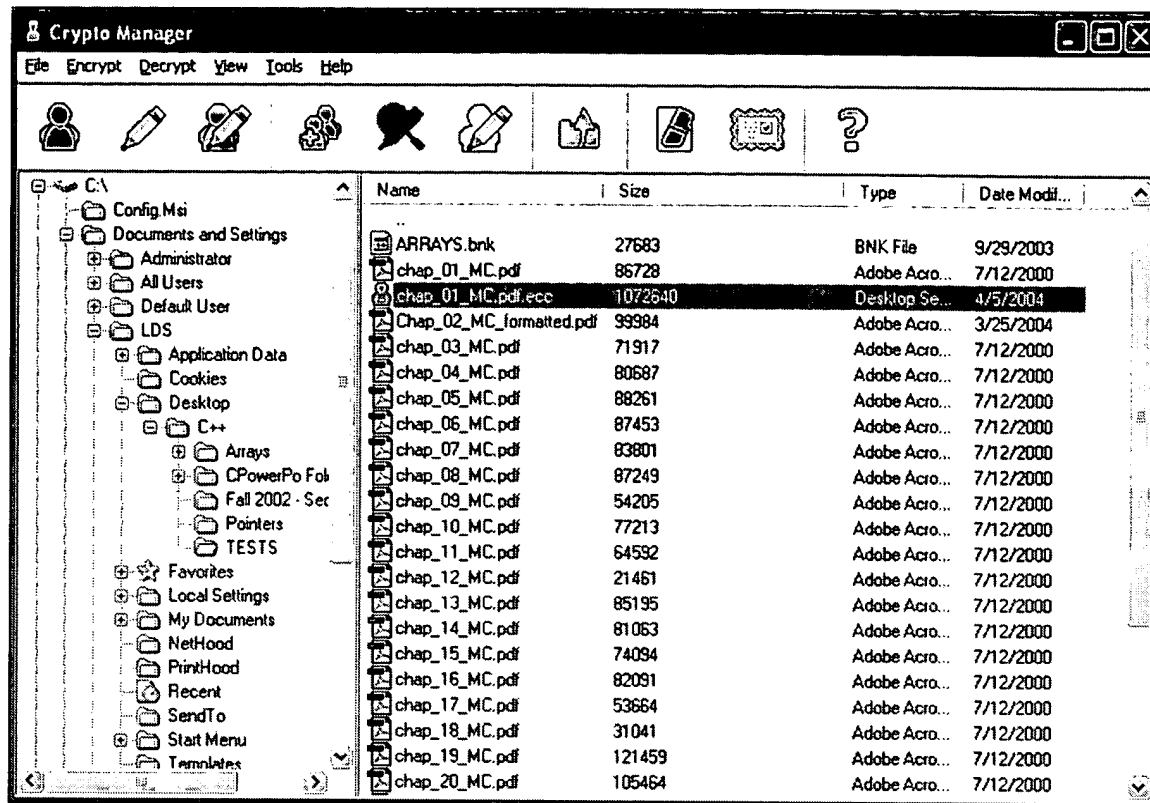 Crypto Manager
File Encrypt Decrypt View Tools Help
C:\
Config.Msi
Documents and Settings
Administrator
All Users
Default User
LDS
Application Data
Cookies
Desktop
C++
Arrays
CPowerPo Fol
Fall 2002 - Sec
Pointers
TESTS
Favorites
Local Settings
My Documents
NetHood
PrintHood
Recent
SendTo
Start Menu
Templates
Name Size Type Date Modif...
..
ARRAYS.bnk 27683 BNK File 9/29/2003
chap_01_MC.pdf 86728 Adobe Acro... 7/12/2000
chap_01_MC.pdf.ecc 1072640 Desktop Se... 4/5/2004
Chap_02_MC_formatted.pdf 99984 Adobe Acro... 3/25/2004
chap_03_MC.pdf 71917 Adobe Acro... 7/12/2000
chap_04_MC.pdf 80687 Adobe Acro... 7/12/2000
chap_05_MC.pdf 88261 Adobe Acro... 7/12/2000
chap_06_MC.pdf 87453 Adobe Acro... 7/12/2000
chap_07_MC.pdf 83801 Adobe Acro... 7/12/2000
chap_08_MC.pdf 87249 Adobe Acro... 7/12/2000
chap_09_MC.pdf 54205 Adobe Acro... 7/12/2000
chap_10_MC.pdf 77213 Adobe Acro... 7/12/2000
chap_11_MC.pdf 64592 Adobe Acro... 7/12/2000
chap_12_MC.pdf 21461 Adobe Acro... 7/12/2000
chap_13_MC.pdf 85195 Adobe Acro... 7/12/2000
chap_14_MC.pdf 81063 Adobe Acro... 7/12/2000
chap_15_MC.pdf 74094 Adobe Acro... 7/12/2000
chap_16_MC.pdf 82091 Adobe Acro... 7/12/2000
chap_17_MC.pdf 53664 Adobe Acro... 7/12/2000
chap_18_MC.pdf 31041 Adobe Acro... 7/12/2000
chap_19_MC.pdf 121459 Adobe Acro... 7/12/2000
chap_20_MC.pdf 105464 Adobe Acro... 7/12/2000